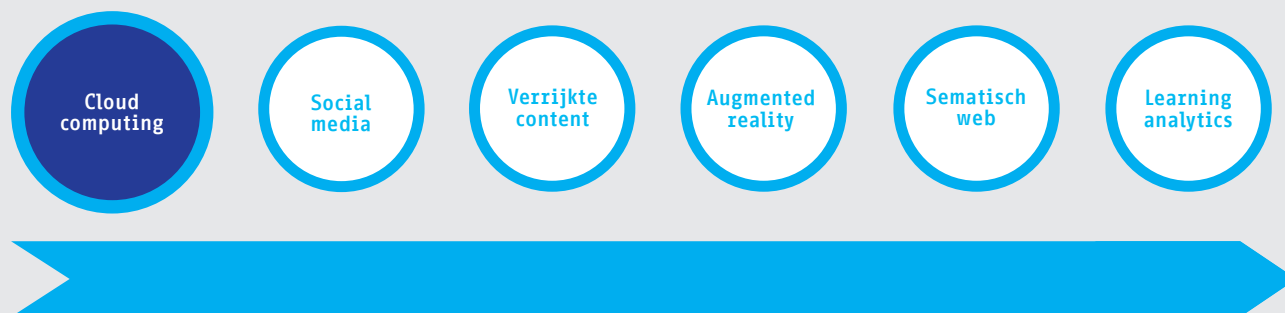 Cloud
computing
Social
media
Verrijkte
content
Augmented
reality
Sematisch
web
Learning
analytics